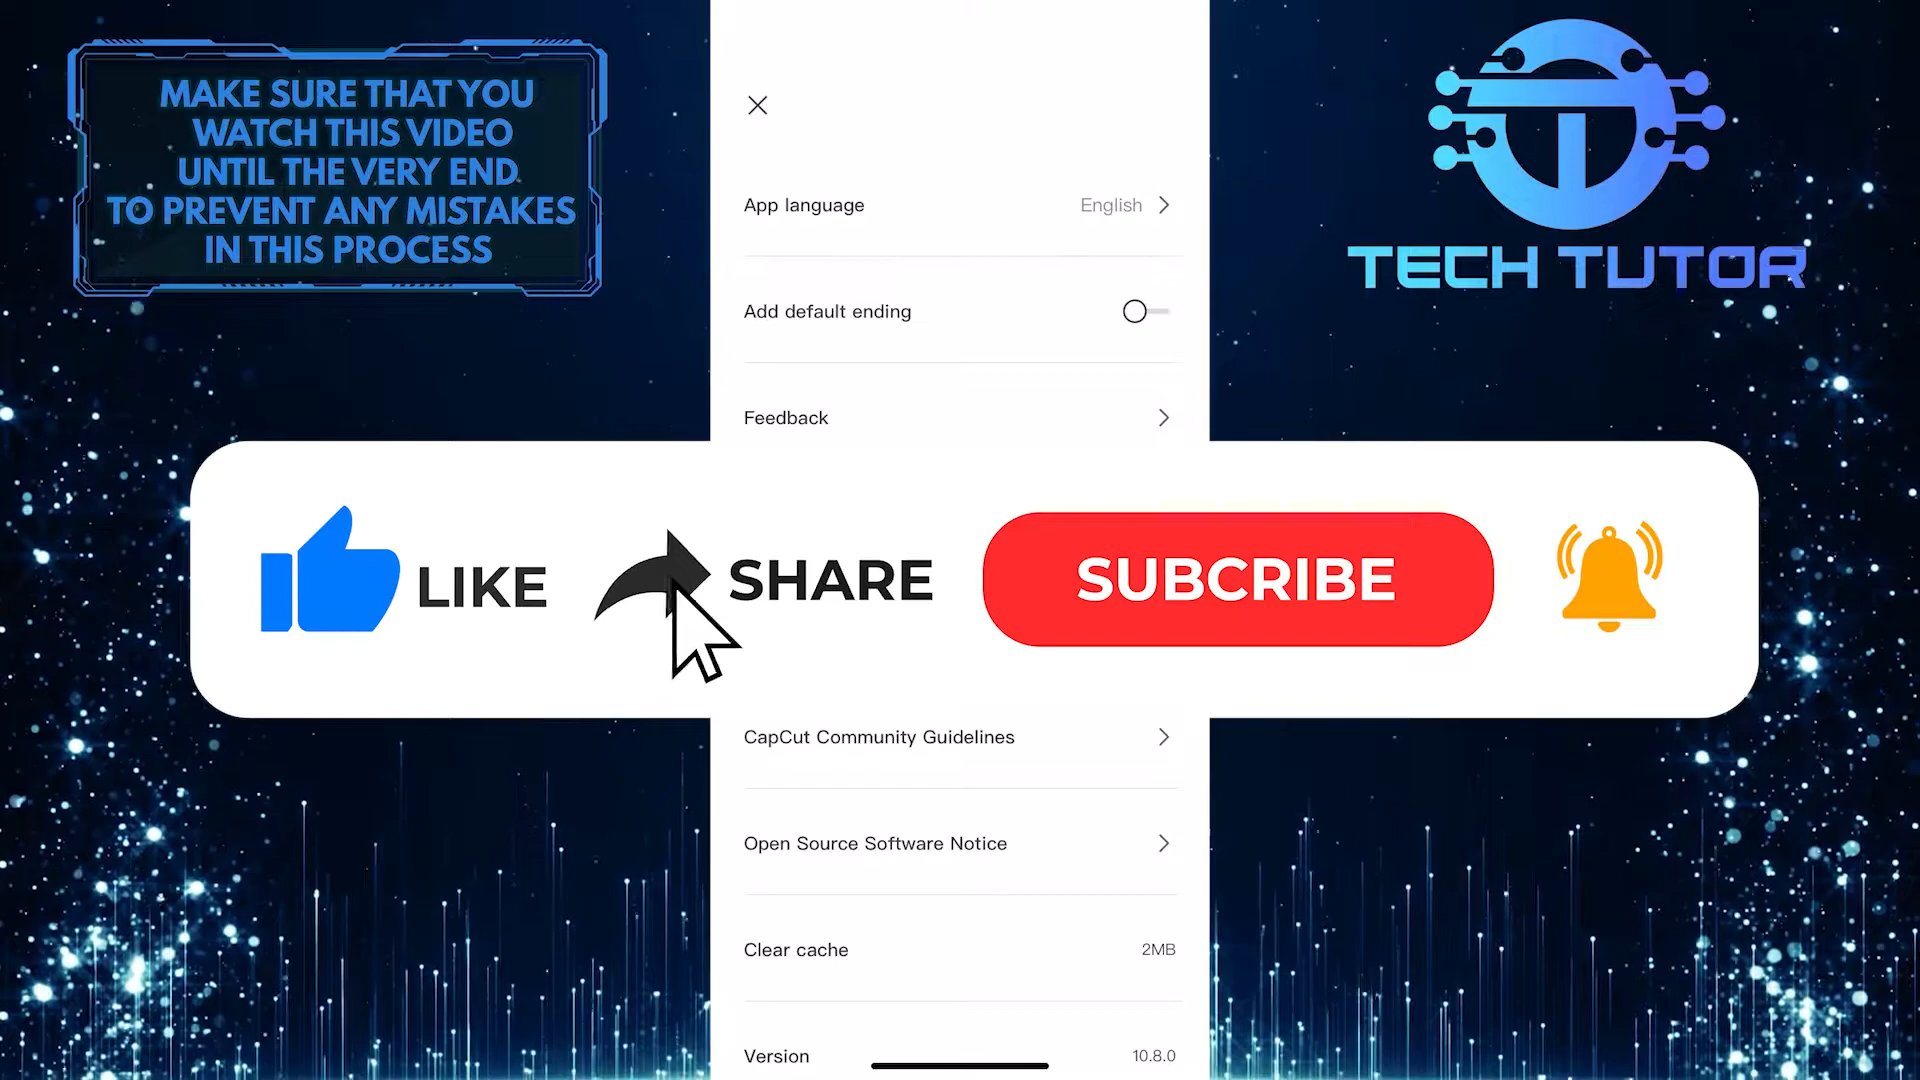 MAKE SURE THAT YOU
WATCH THIS VIDEO
UNTIL THE VERY END
TO PREVENT ANY MISTAKES
IN THIS PROCESS
TECH TUTOR
App language English
Add default ending
Feedback
LIKE SHARE SUBCRIBE
CapCut Community Guidelines
Open Source Software Notice
Clear cache 2MB
Version 10.8.0